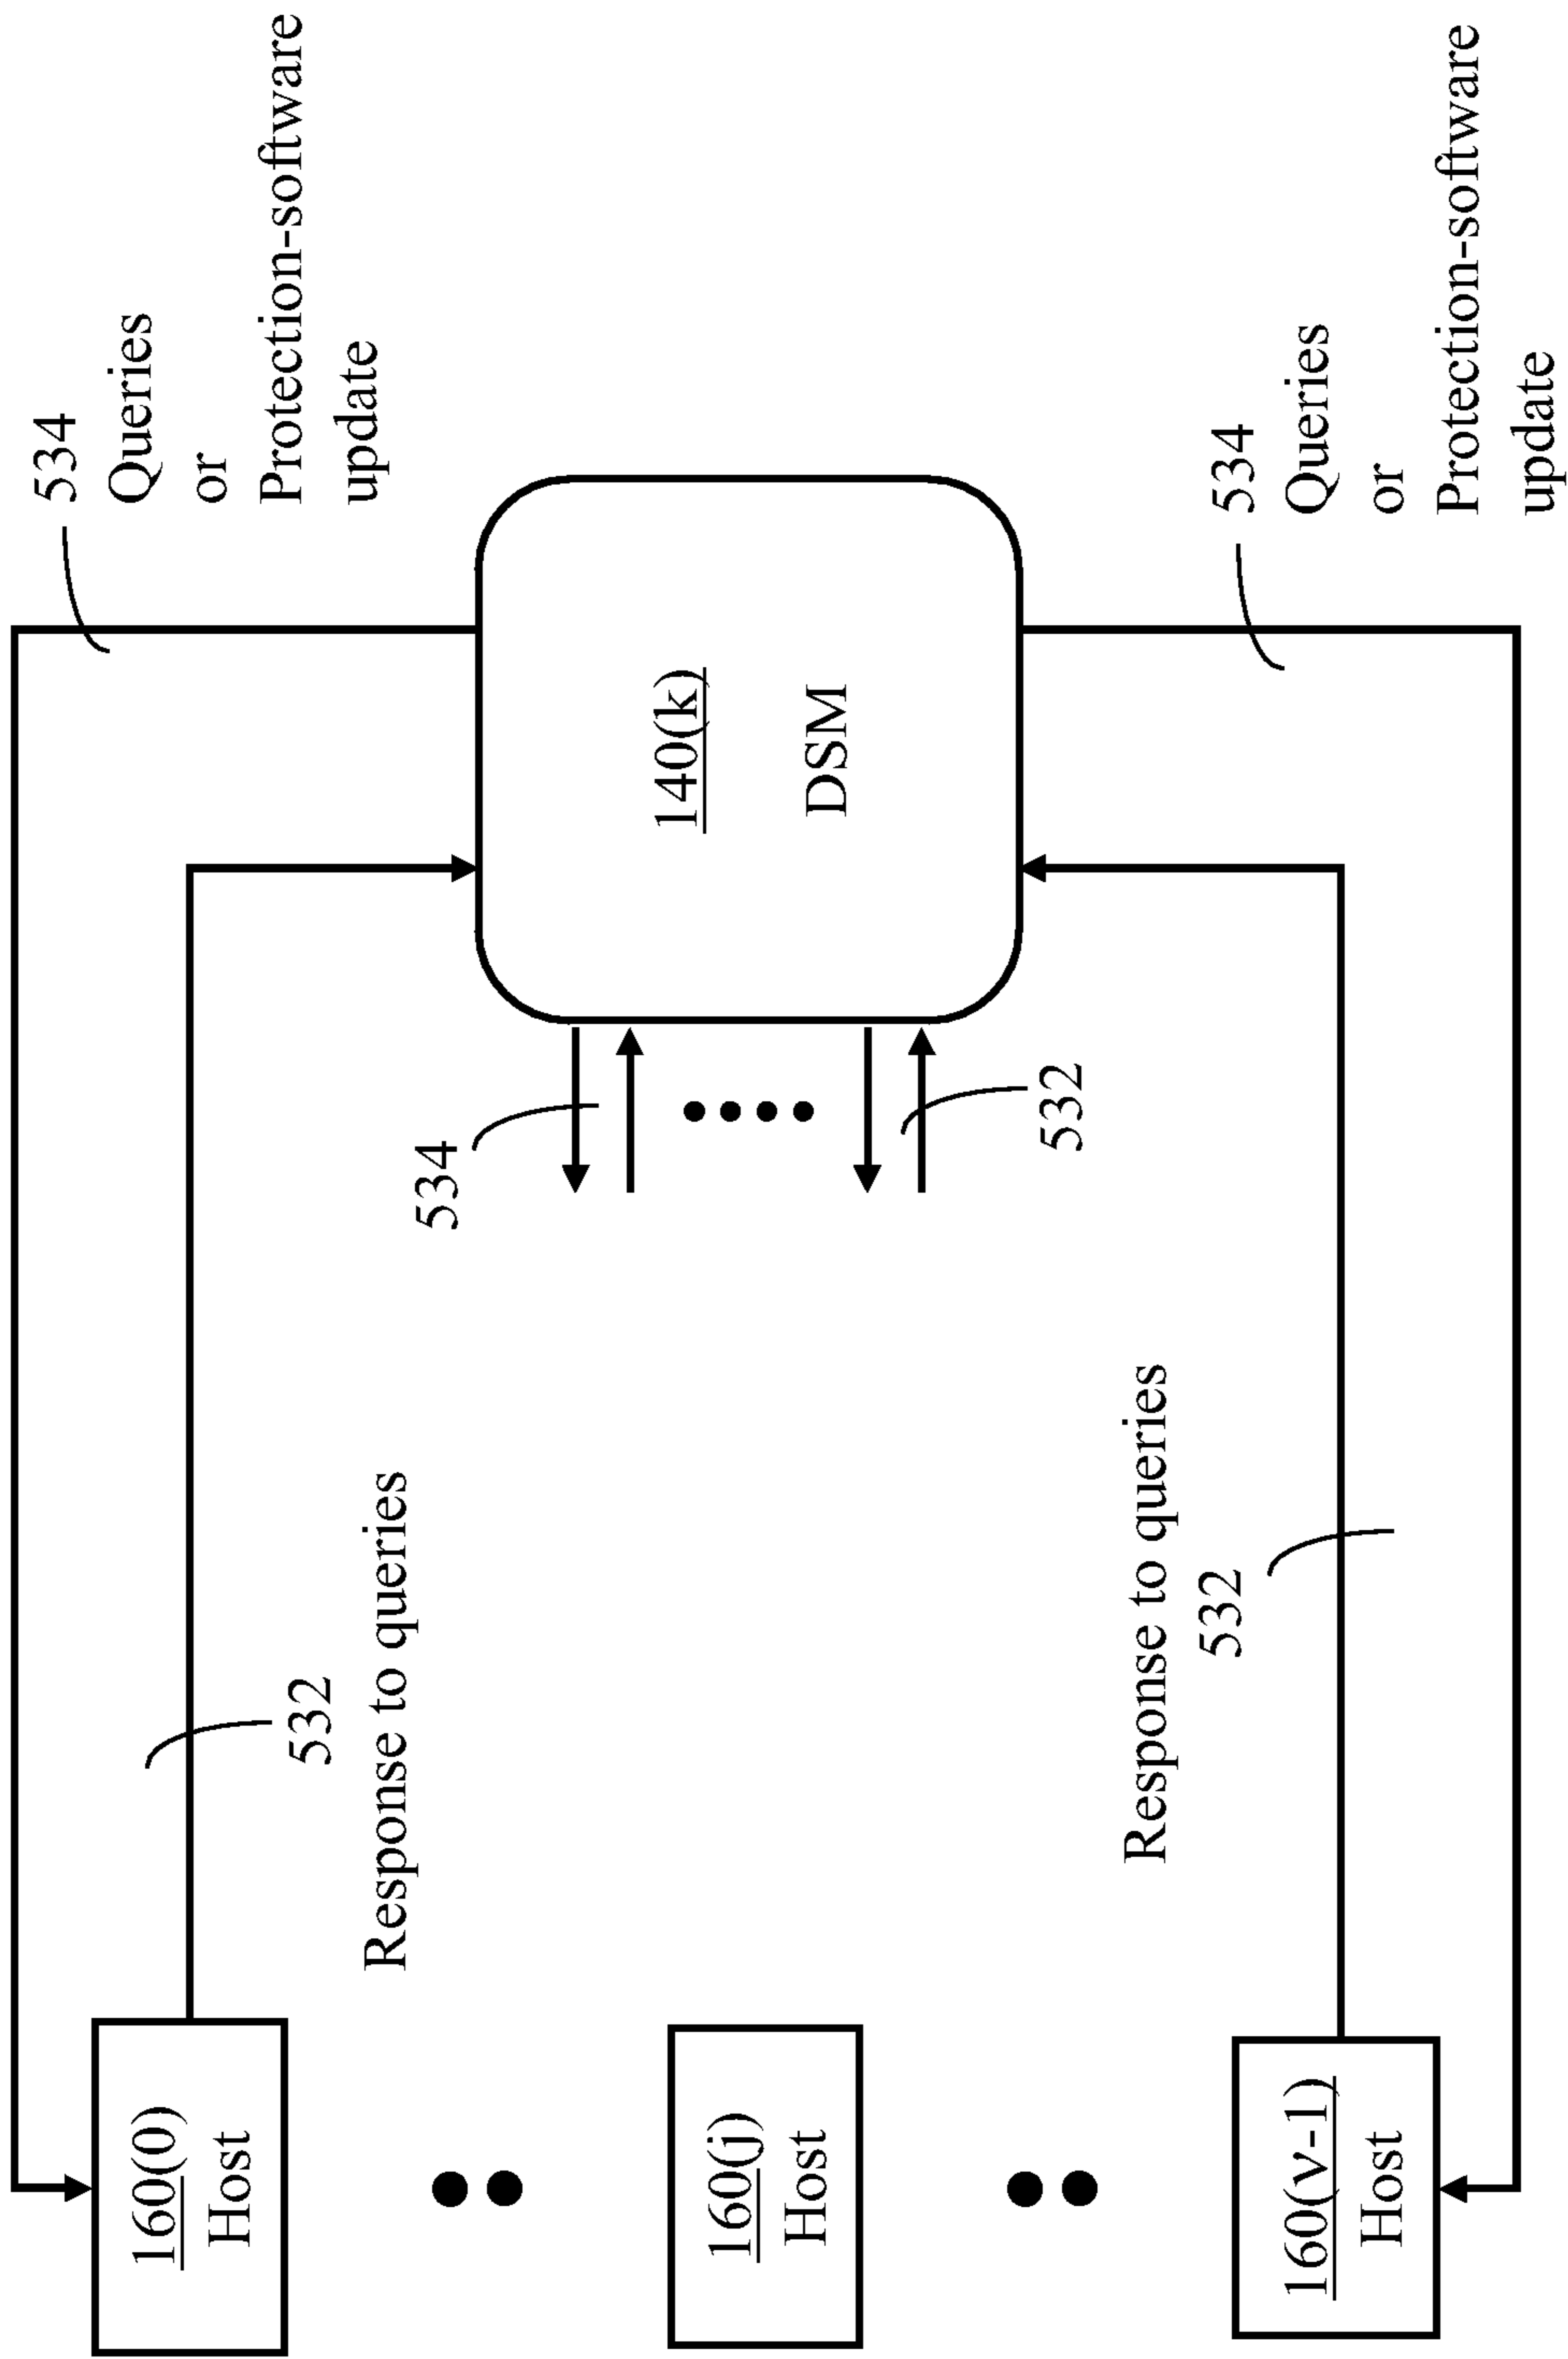 160(0)
Host
532
Response to queries
534
Queries
or
Protection-software
update
534
140(k)
DSM
160(j)
Host
532
Response to queries
532
534
Queries
or
Protection-software
update
160(ν-1)
Host